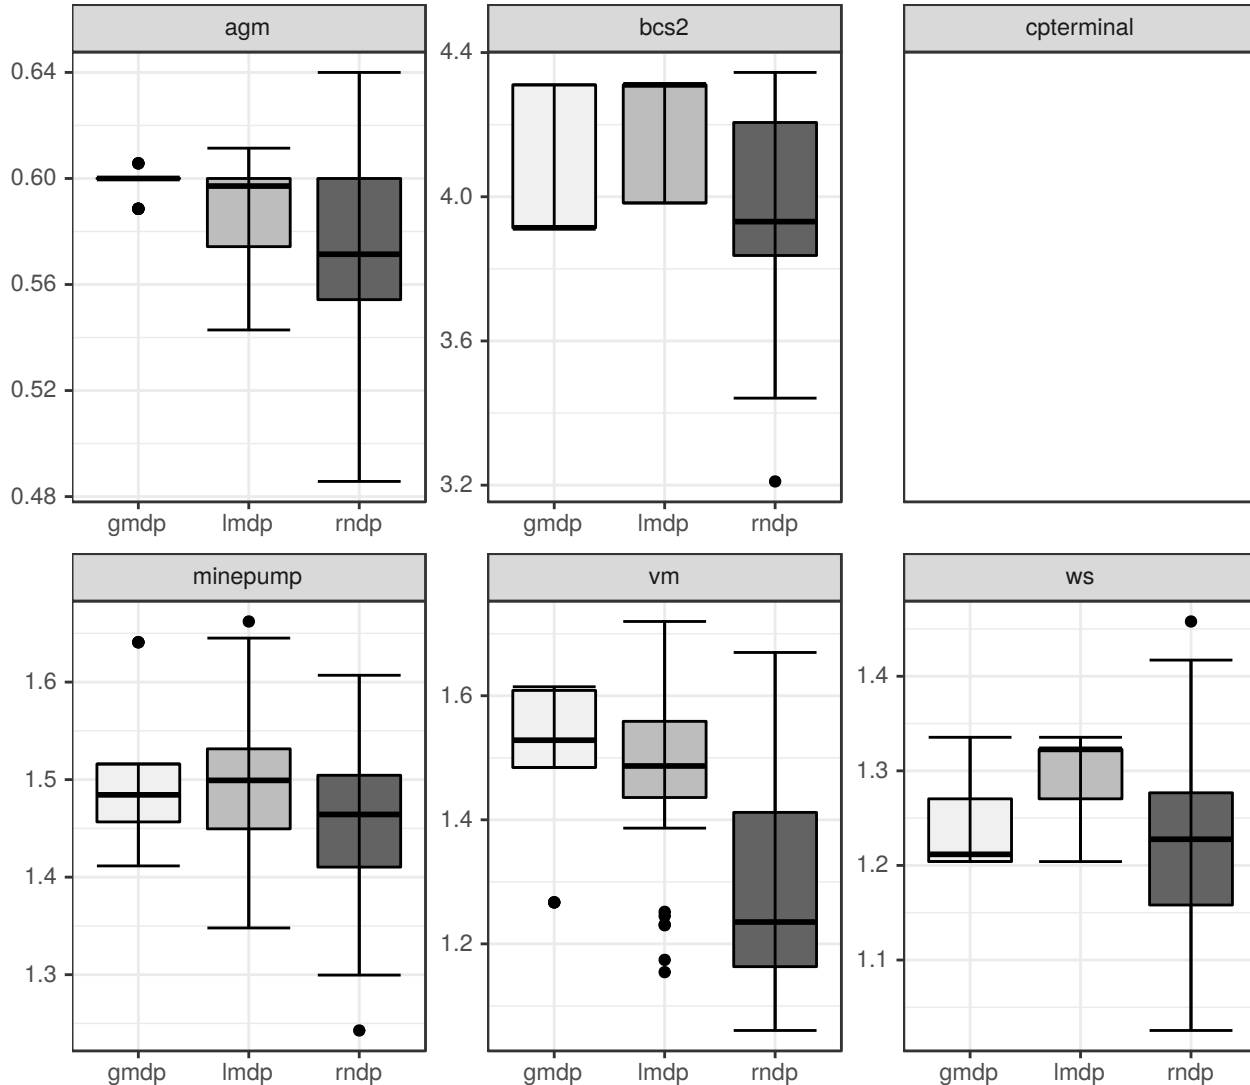 agm
bcs2
cpterminal
0.64
0.60
0.56
0.52
0.48
4.4
4.0
3.6
3.2
gmdp lmdp rndp
gmdp lmdp rndp
minepump
vm
ws
1.6
1.5
1.4
1.3
1.6
1.4
1.2
1.4
1.3
1.2
1.1
gmdp lmdp rndp
gmdp lmdp rndp
gmdp lmdp rndp